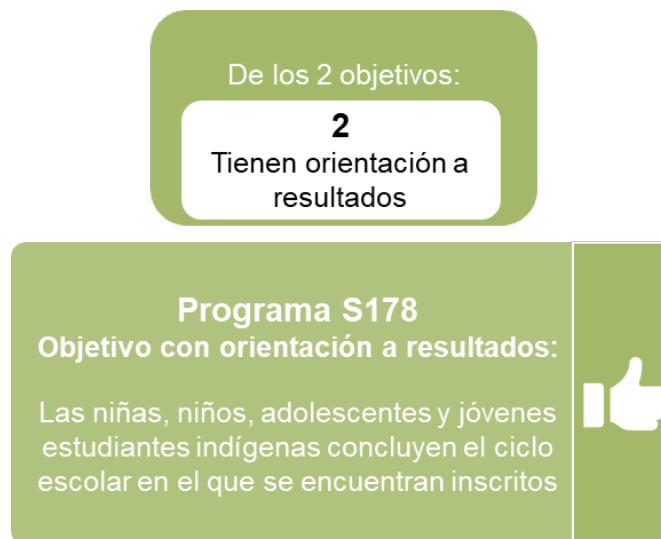 De los 2 objetivos:
2
Tienen orientación a
resultados
Programa S178
Objetivo con orientación a resultados:
Las niñas, niños, adolescentes y jóvenes
estudiantes indígenas concluyen el ciclo
escolar en el que se encuentran inscritos